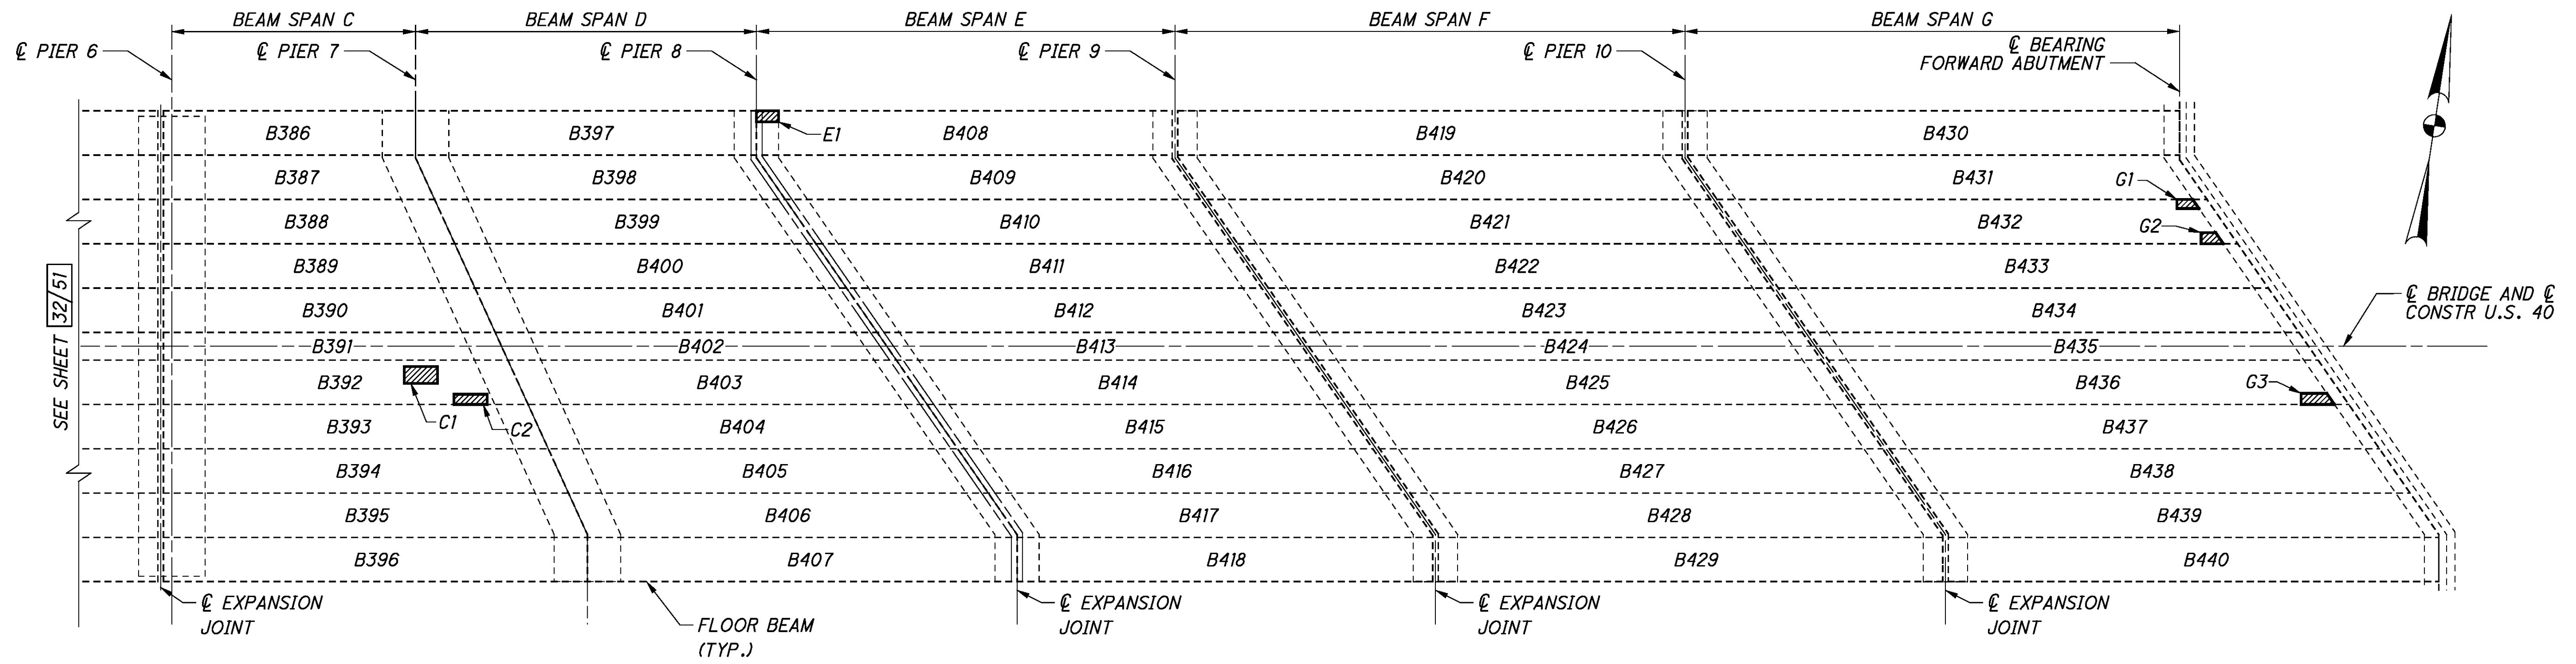 BEAM SPAN C
BEAM SPAN D
BEAM SPAN E
BEAM SPAN F
BEAM SPAN G
℄ PIER 6
℄ PIER 7
℄ PIER 8
℄ PIER 9
℄ PIER 10
℄ BEARING
FORWARD ABUTMENT
B386
B397
E1
B408
B419
B430
B387
B398
B409
B420
B431
G1
B388
B399
B410
B421
B432
G2
B389
B400
B411
B422
B433
SEE SHEET 32/51
B390
B401
B412
B423
B434
℄ BRIDGE AND ℄
CONSTR U.S. 40
B391
B402
B413
B424
B435
B392
B403
B414
B425
B436
G3
C1
C2
B393
B404
B415
B426
B437
B394
B405
B416
B427
B438
B395
B406
B417
B428
B439
B396
B407
B418
B429
B440
℄ EXPANSION
JOINT
FLOOR BEAM
(TYP.)
℄ EXPANSION
JOINT
℄ EXPANSION
JOINT
℄ EXPANSION
JOINT